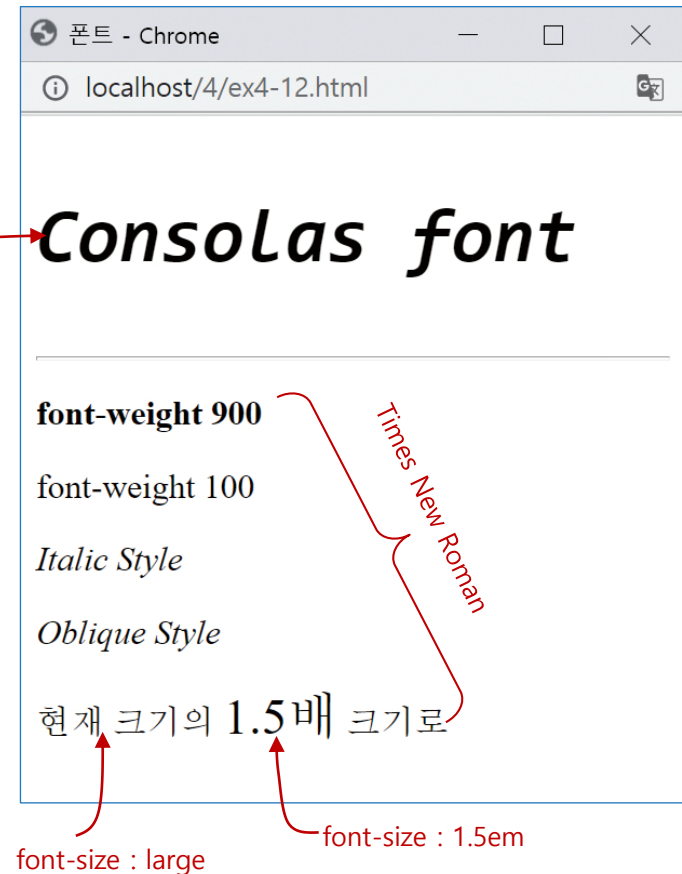 폰트 - Chrome
localhost/4/ex4-12.html
Consolas font
font-weight 900
Times New Roman
font-weight 100
Italic Style
Oblique Style
현재 크기의 1.5배 크기로
font-size : 1.5em
font-size : large